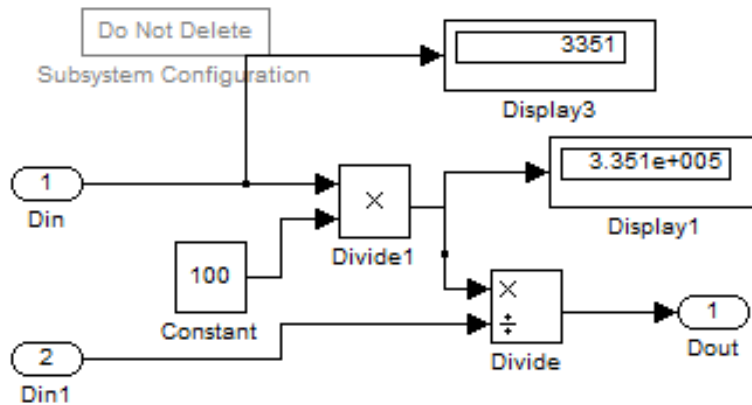 Do Not Delete
Subsystem Configuration
3351
Display3
1
Din
×
Divide1
3.351e+005
Display1
100
Constant
×
÷
Divide
1
Dout
2
Din1